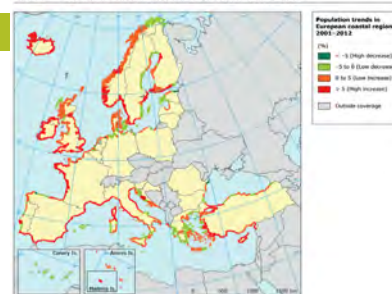 Population trends in
European coastal regions
2001–2012
(%)
< -5 (High decrease)
-5 to 0 (Low decrease)
0 to 5 (Low increase)
> 5 (High increase)
Outside coverage
Canary Is.
Azores Is.
Madeira Is.